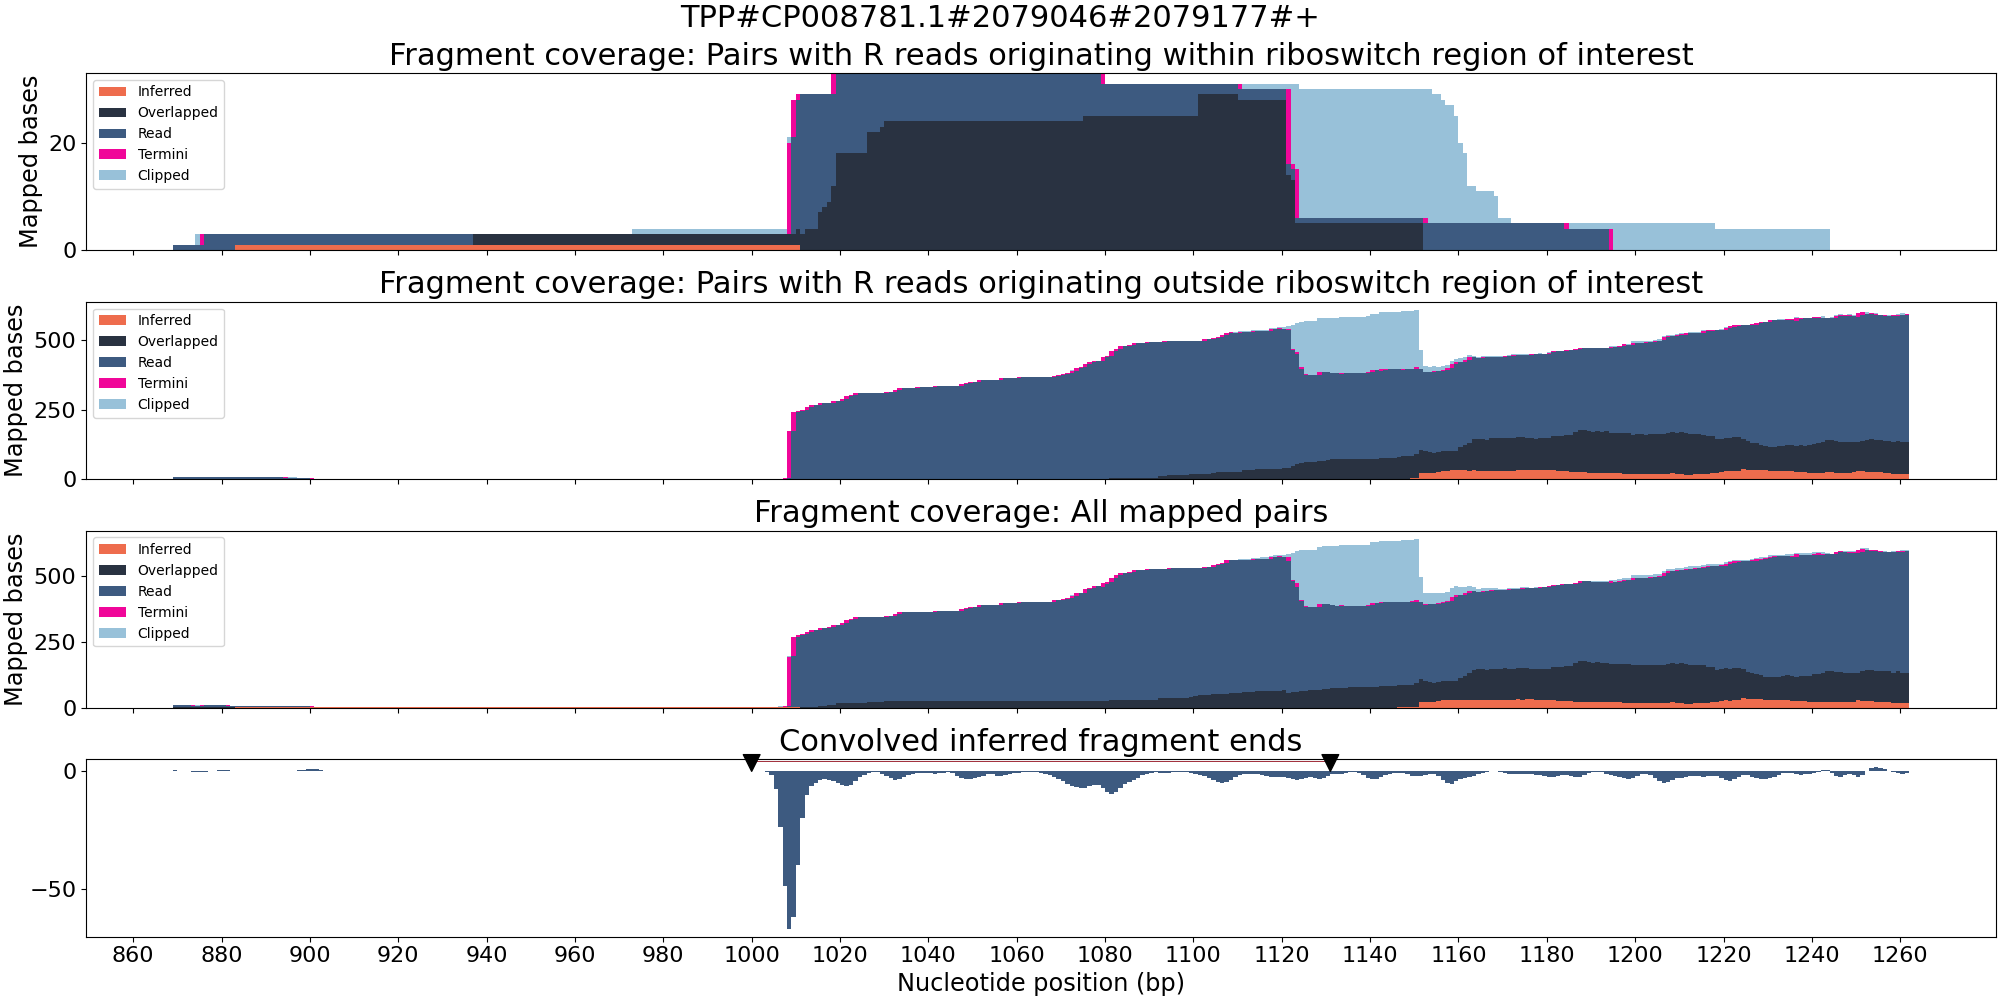 TPP#CP008781.1#2079046#2079177#+
Fragment coverage: Pairs with R reads originating within riboswitch region of interest
Mapped bases
20
0
Inferred
Overlapped
Read
Termini
Clipped
Fragment coverage: Pairs with R reads originating outside riboswitch region of interest
Mapped bases
500
250
0
Inferred
Overlapped
Read
Termini
Clipped
Fragment coverage: All mapped pairs
Mapped bases
500
250
0
Inferred
Overlapped
Read
Termini
Clipped
Convolved inferred fragment ends
0
−50
860 880 900 920 940 960 980 1000 1020 1040 1060 1080 1100 1120 1140 1160 1180 1200 1220 1240 1260
Nucleotide position (bp)